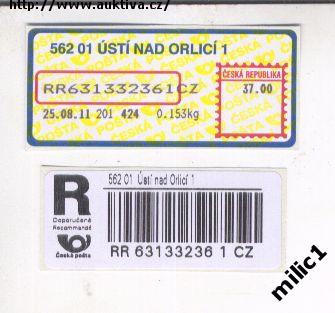 http://www.auktiva.cz/
562 01 ÚSTÍ NAD ORLICÍ 1
RR631332361CZ
ČESKÁ REPUBLIKA
37.00
25.08.11 201 424 0.153kg
R
Doporučeně
Recommandé
Česká pošta
562 01 Ústí nad Orlicí 1
RR 63133236 1 CZ
milic1